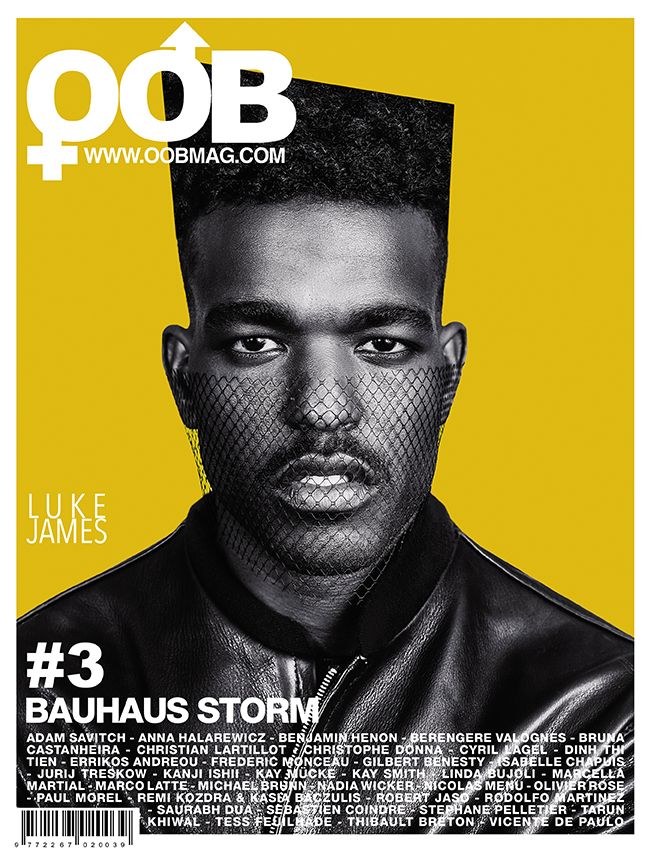 OOB
WWW.OOBMAG.COM
LUKE
JAMES
#3
BAUHAUS STORM
ADAM SAVITCH - ANNA HALAREWICZ - BENJAMIN HENON - BERENGERE VALOGNES - BRUNA
CASTANHEIRA - CHRISTIAN LARTILLOT - CHRISTOPHE DONNA - CYRIL LAGEL - DINH THI
TIEN - ERRIKOS ANDREOU - FREDERIC MONCEAU - GILBERT BENESTY - ISABELLE CHAPUIS
- JURIJ TRESKOW - KANJI ISHII - KAY MÜCKE - KAY SMITH - LINDA BUJOLI - MARCELLA
MARTIAL - MARCO LATTE - MICHAEL BRUNN - NADIA WICKER - NICOLAS MENU - OLIVIER ROSE
- PAUL MOREL - REMI KOZDRA & KASIA BACZULIS - ROBERT JASO - RODOLFO MARTINEZ
- SAURABH DUA - SEBASTIEN COINDRE - STEPHANE PELLETIER - TARUN
KHIWAL - TESS FEUILHADE - THIBAULT BRETON - VICENTE DE PAULO
9 772267 020039